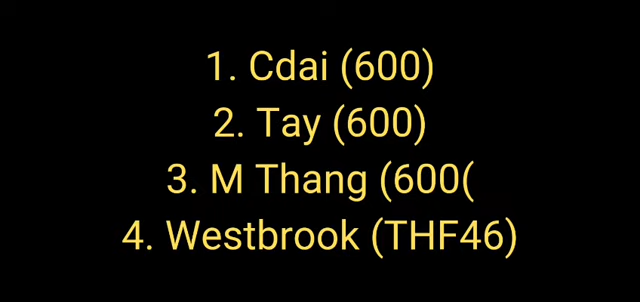 1. Cdai (600)
2. Tay (600)
3. M Thang (600(
4. Westbrook (THF46)